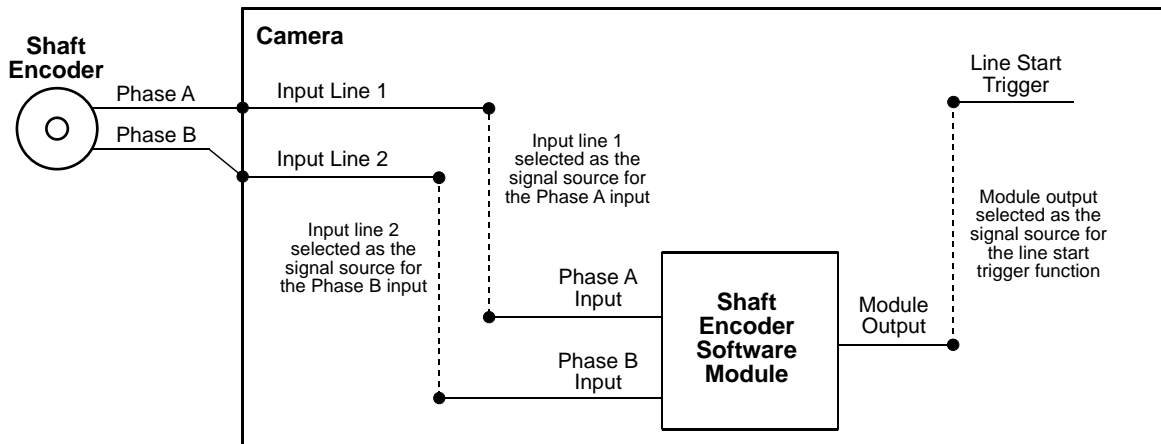 Camera
Shaft
Encoder
Phase A
Phase B
Input Line 1
Input Line 2
Input line 1
selected as the
signal source for
the Phase A input
Input line 2
selected as the
signal source for
the Phase B input
Phase A
Input
Phase B
Input
Shaft
Encoder
Software
Module
Module
Output
Line Start
Trigger
Module output
selected as the
signal source for
the line start
trigger function